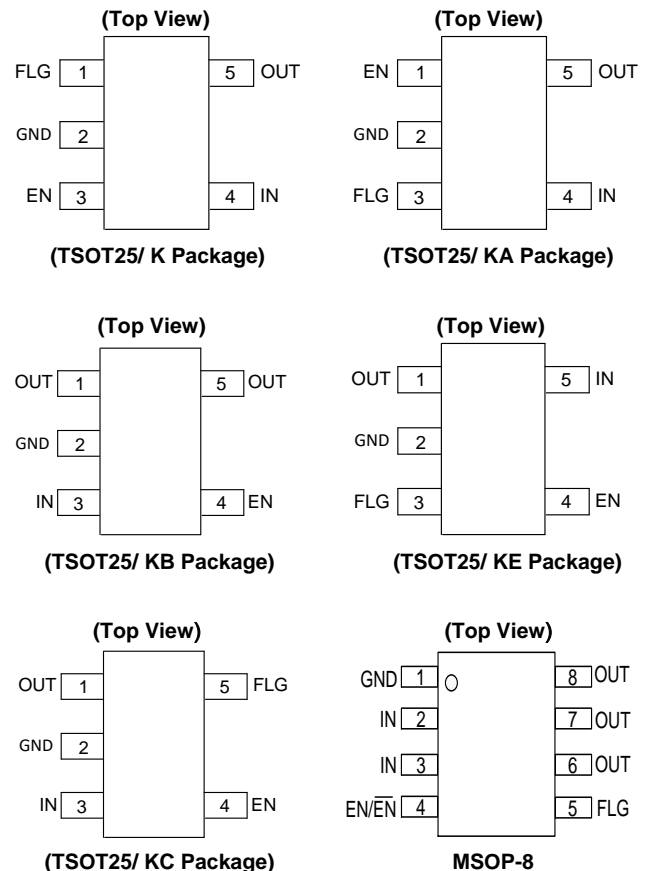 (Top View)
FLG 1 5 OUT
GND 2
EN 3 4 IN
(TSOT25/ K Package)
(Top View)
EN 1 5 OUT
GND 2
FLG 3 4 IN
(TSOT25/ KA Package)
(Top View)
OUT 1 5 OUT
GND 2
IN 3 4 EN
(TSOT25/ KB Package)
(Top View)
OUT 1 5 IN
GND 2
FLG 3 4 EN
(TSOT25/ KE Package)
(Top View)
OUT 1 5 FLG
GND 2
IN 3 4 EN
(TSOT25/ KC Package)
(Top View)
GND 1 8 OUT
IN 2 7 OUT
IN 3 6 OUT
EN/E̅N̅ 4 5 FLG
MSOP-8